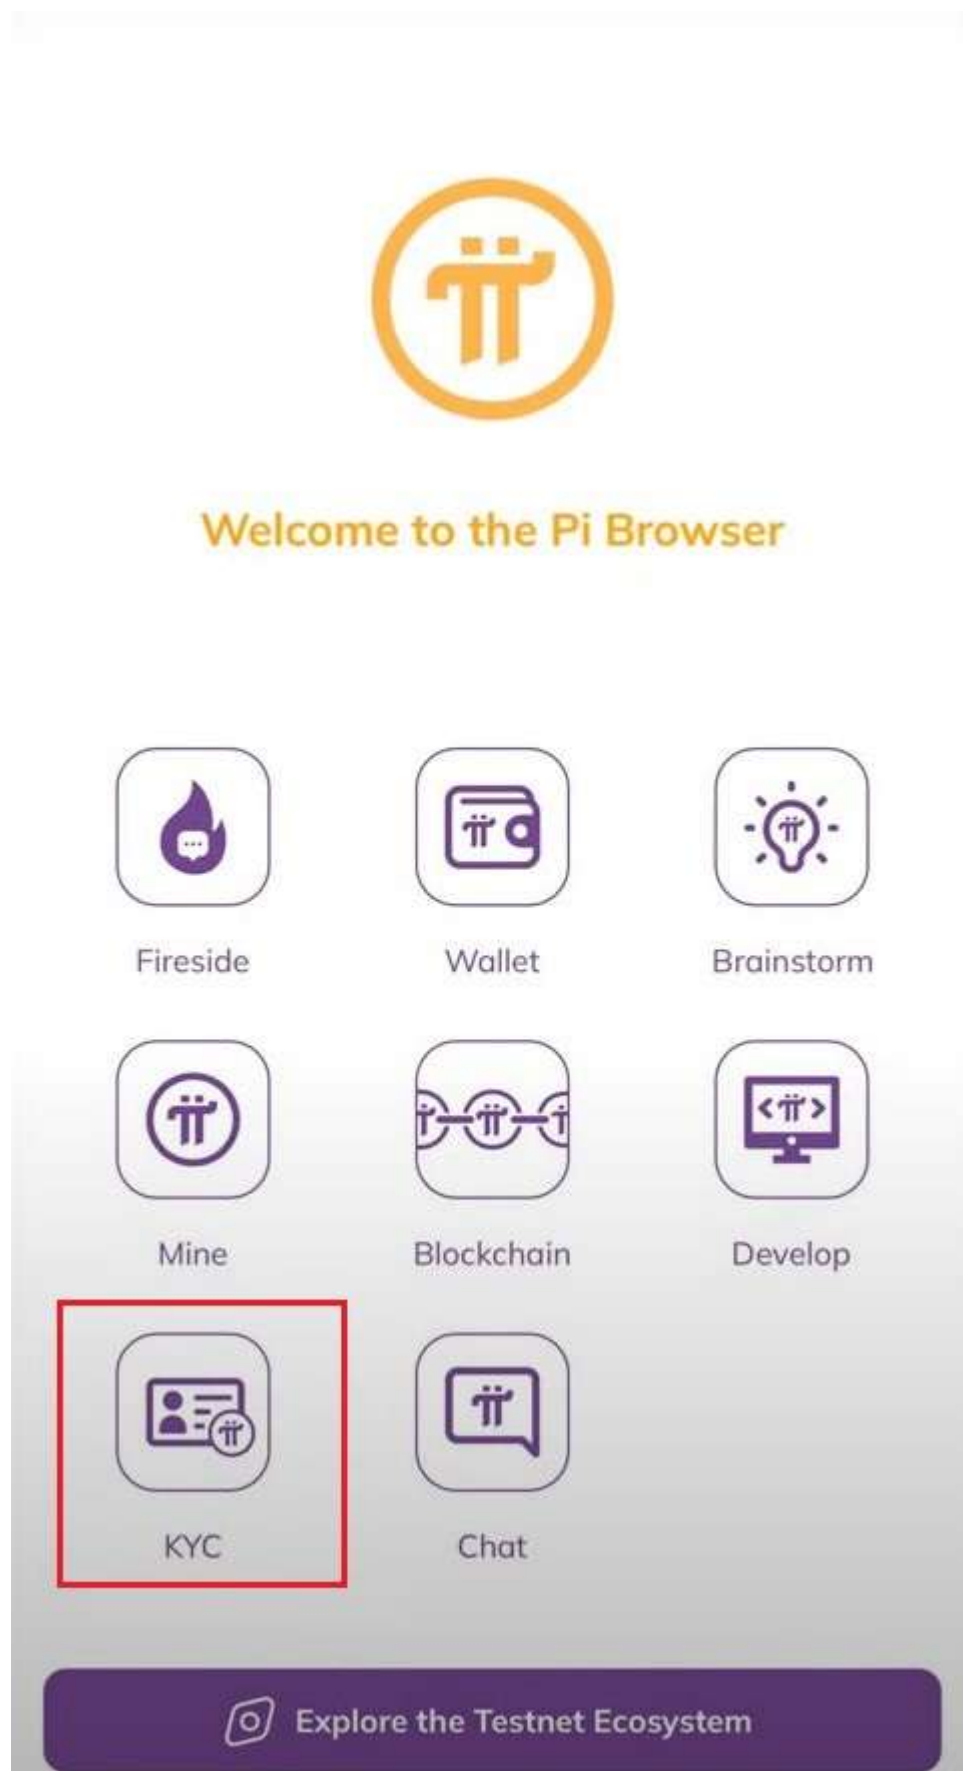 Welcome to the Pi Browser
Fireside
Wallet
Brainstorm
Mine
Blockchain
Develop
KYC
Chat
Explore the Testnet Ecosystem